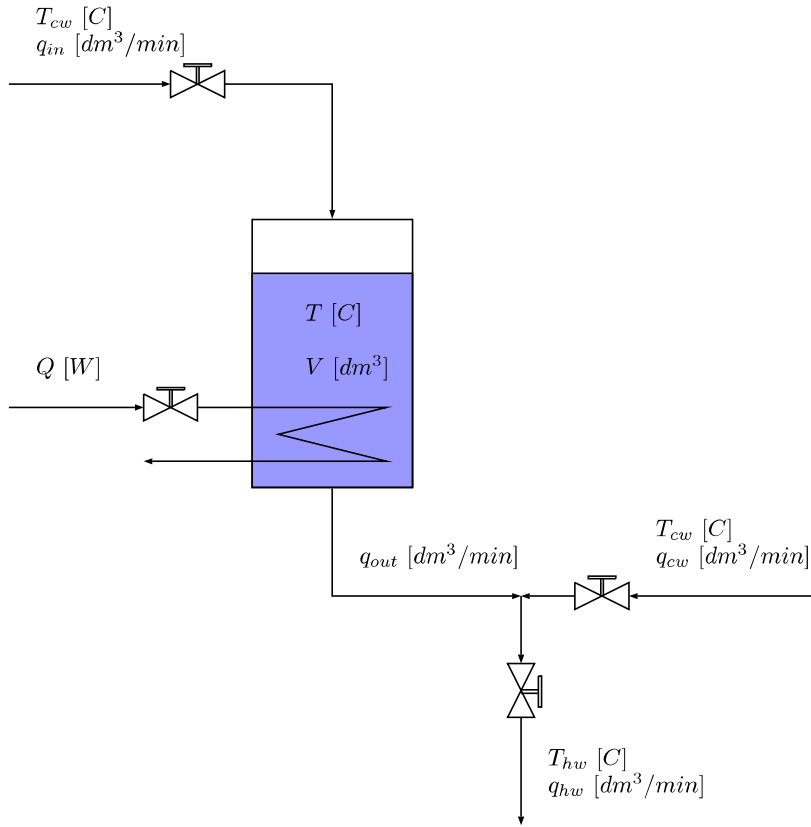 T_{cw} [C]
q_{in} [dm^3/min]
T [C]
Q [W]
V [dm^3]
T_{cw} [C]
q_{out} [dm^3/min]
q_{cw} [dm^3/min]
T_{hw} [C]
q_{hw} [dm^3/min]